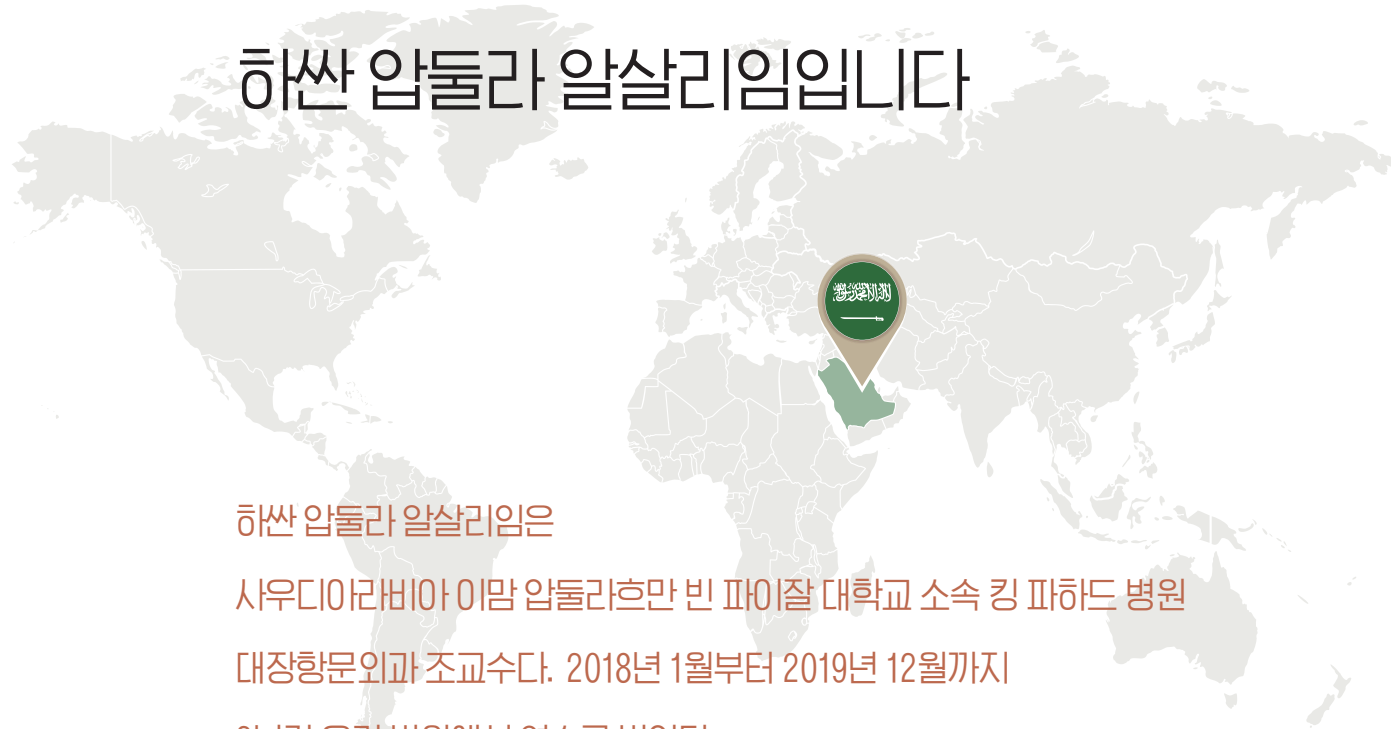 하싼 압둘라 알살리임입니다
하싼 압둘라 알살리임은
사우디아라비아 이맘 압둘라흐만 빈 파이잘 대학교 소속 킹 파하드 병원
대장항문외과 조교수다. 2018년 1월부터 2019년 12월까지